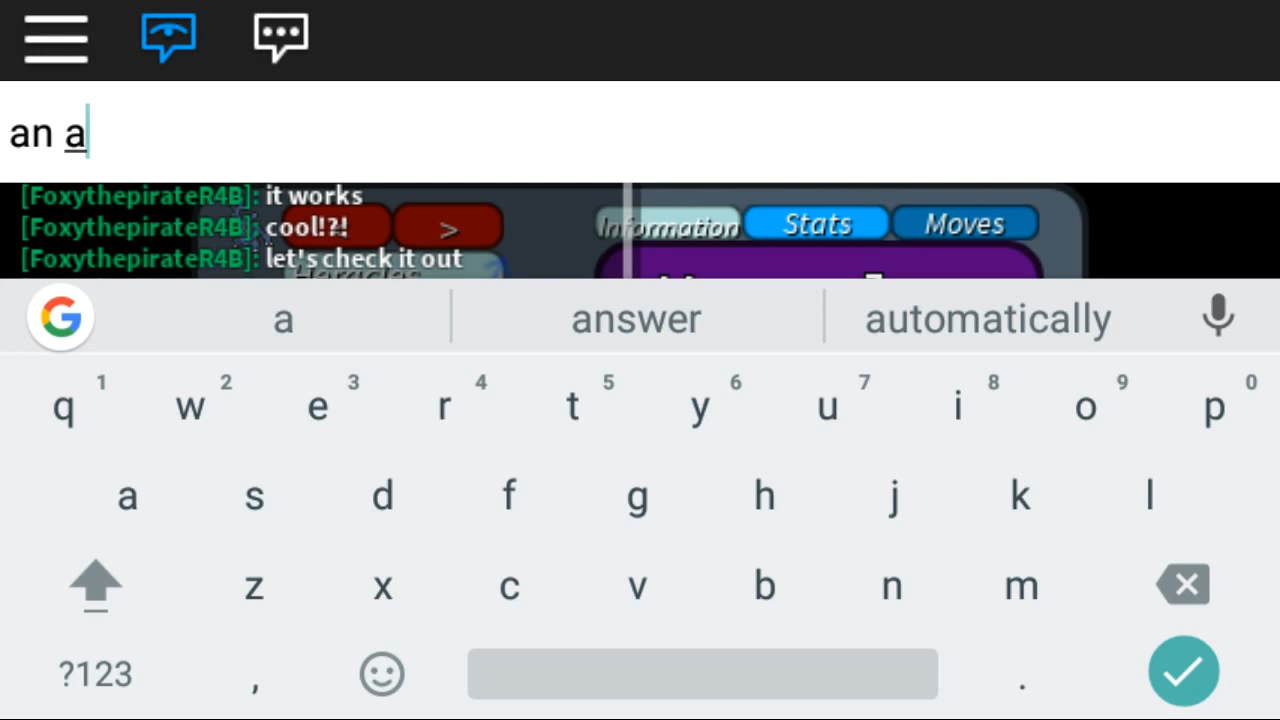 an a
[FoxythepirateR4B]: it works
[FoxythepirateR4B]: cool!?!
[FoxythepirateR4B]: let's check it out
>
Information Stats Moves
G a answer automatically
1 2 3 4 5 6 7 8 9 0
q w e r t y u i o p
a s d f g h j k l
z x c v b n m
?123 , .